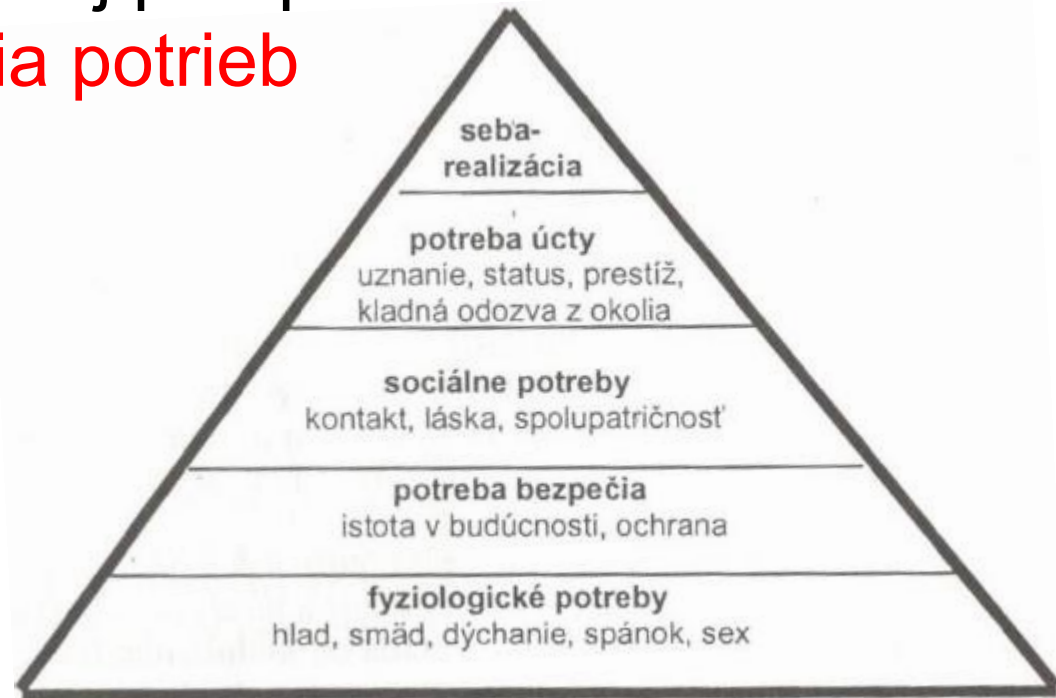 ia potrieb
seba-
realizácia
potreba úcty
uznanie, status, prestíž,
kladná odozva z okolia
sociálne potreby
kontakt, láska, spolupatričnosť
potreba bezpečia
istota v budúcnosti, ochrana
fyziologické potreby
hlad, smäd, dýchanie, spánok, sex